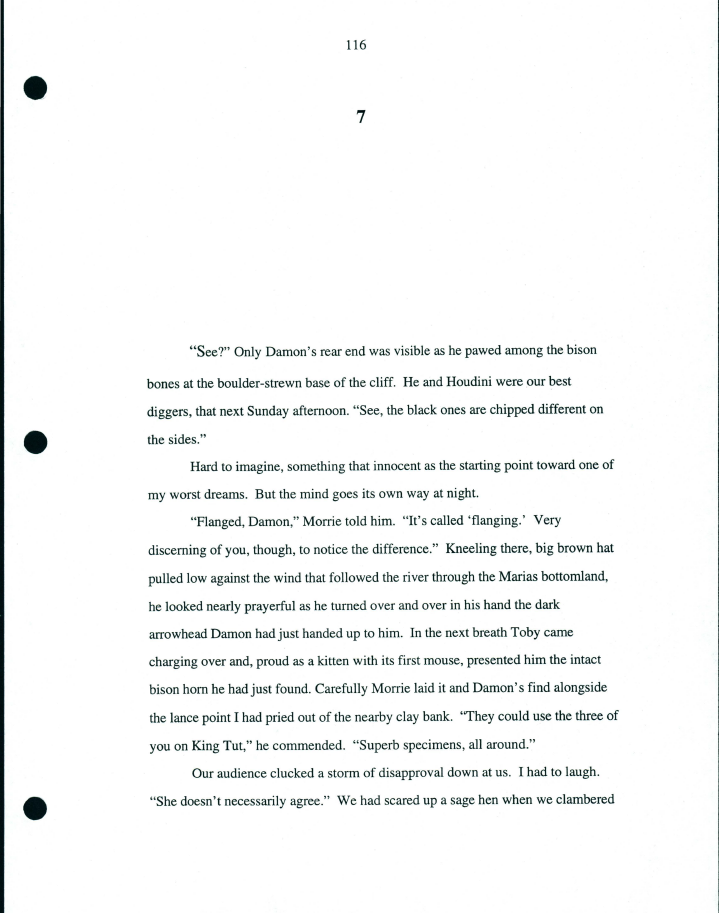 116
7
“See?” Only Damon’s rear end was visible as he pawed among the bison
bones at the boulder-strewn base of the cliff.  He and Houdini were our best
diggers, that next Sunday afternoon. “See, the black ones are chipped different on
the sides.”
Hard to imagine, something that innocent as the starting point toward one of
my worst dreams.  But the mind goes its own way at night.
“Flanged, Damon,” Morrie told him.  “It’s called ‘flanging.’  Very
discerning of you, though, to notice the difference.”  Kneeling there, big brown hat
pulled low against the wind that followed the river through the Marias bottomland,
he looked nearly prayerful as he turned over and over in his hand the dark
arrowhead Damon had just handed up to him.  In the next breath Toby came
charging over and, proud as a kitten with its first mouse, presented him the intact
bison horn he had just found. Carefully Morrie laid it and Damon’s find alongside
the lance point I had pried out of the nearby clay bank.  “They could use the three of
you on King Tut,” he commended.  “Superb specimens, all around.”
Our audience clucked a storm of disapproval down at us.  I had to laugh.
“She doesn’t necessarily agree.”  We had scared up a sage hen when we clambered